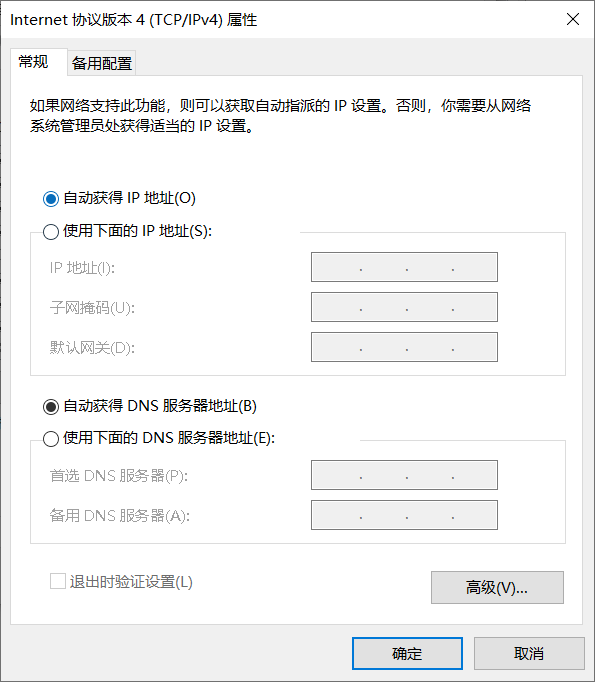 Internet 协议版本 4 (TCP/IPv4) 属性
常规
备用配置
如果网络支持此功能，则可以获取自动指派的 IP 设置。否则，你需要从网络
系统管理员处获得适当的 IP 设置。
自动获得 IP 地址(O)
使用下面的 IP 地址(S):
IP 地址(I):
子网掩码(U):
默认网关(D):
自动获得 DNS 服务器地址(B)
使用下面的 DNS 服务器地址(E):
首选 DNS 服务器(P):
备用 DNS 服务器(A):
退出时验证设置(L)
高级(V)...
确定
取消